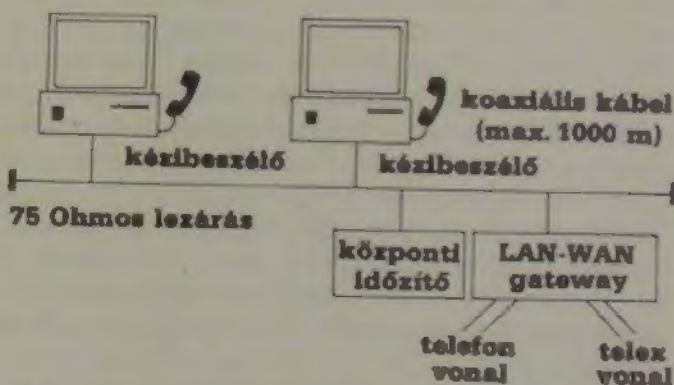 koaxiális kábel
(max. 1000 m)
kézibeszélő
kézibeszélő
75 Ohmos lezárás
központi
időzítő
LAN-WAN
gateway
telefon
vonal
telex
vonal